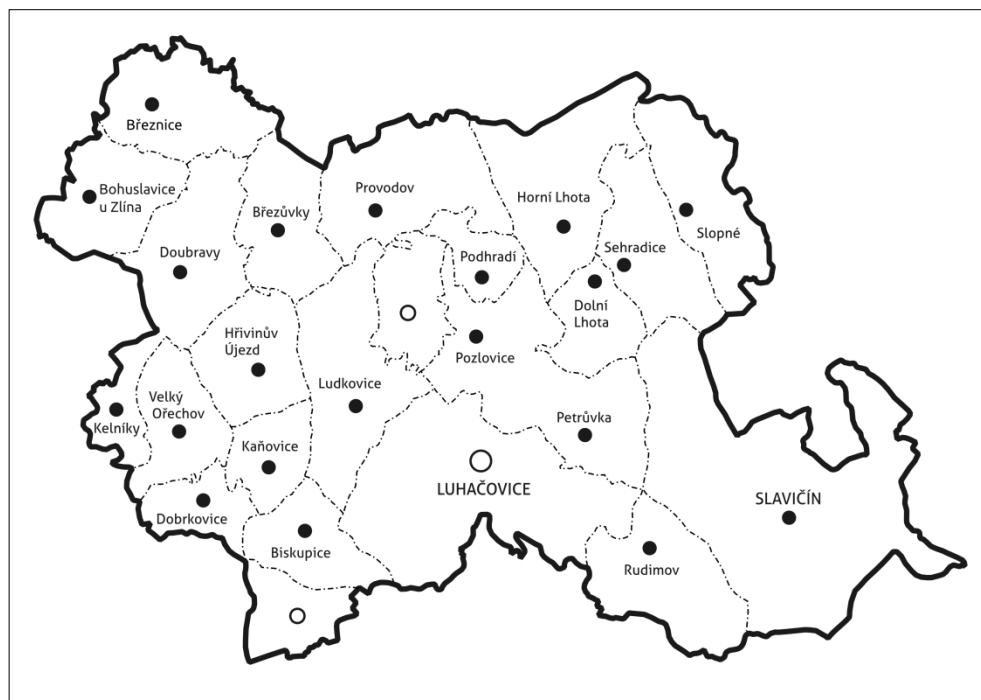 Březnice
Bohuslavice
u Zlína
Doubravy
Březůvky
Provodov
Horní Lhota
Slopné
Sehradice
Podhradí
Dolní
Lhota
Hřivinův
Újezd
Pozlovice
Ludkovice
Velký
Ořechov
Kelníky
Kaňovice
Petrůvka
LUHAČOVICE
SLAVIČÍN
Dobrkovice
Biskupice
Rudimov